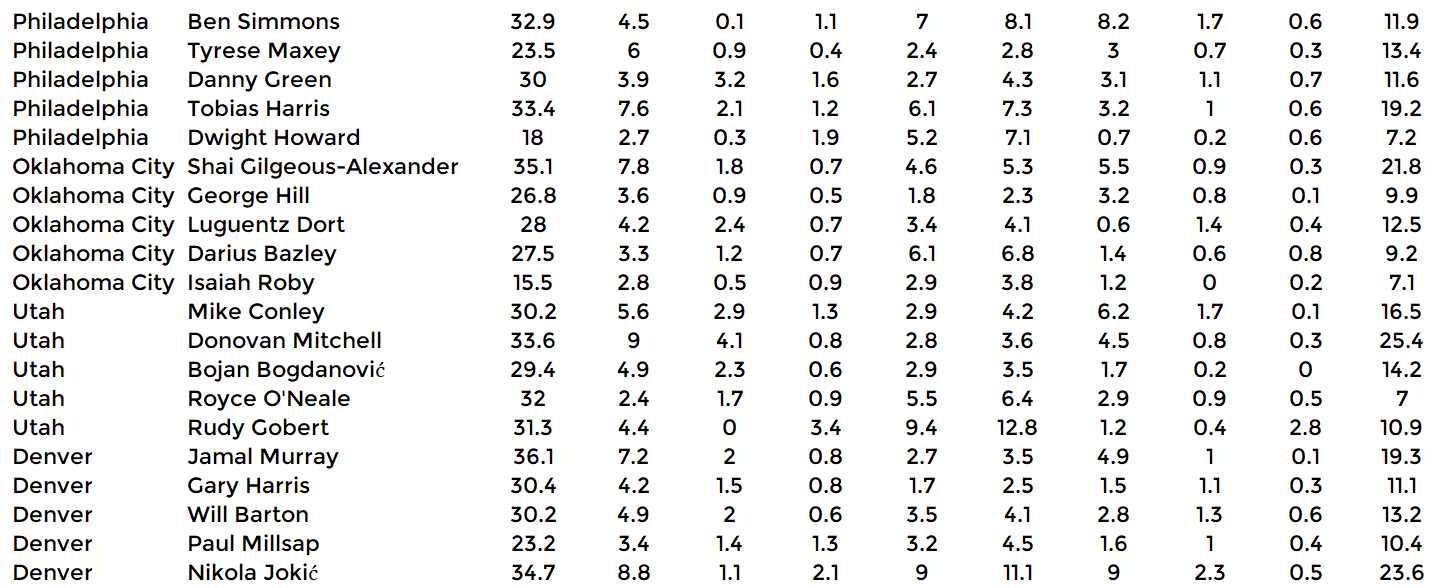 Philadelphia Ben Simmons 32.9 4.5 0.1 1.1 7 8.1 8.2 1.7 0.6 11.9
Philadelphia Tyrese Maxey 23.5 6 0.9 0.4 2.4 2.8 3 0.7 0.3 13.4
Philadelphia Danny Green 30 3.9 3.2 1.6 2.7 4.3 3.1 1.1 0.7 11.6
Philadelphia Tobias Harris 33.4 7.6 2.1 1.2 6.1 7.3 3.2 1 0.6 19.2
Philadelphia Dwight Howard 18 2.7 0.3 1.9 5.2 7.1 0.7 0.2 0.6 7.2
Oklahoma City Shai Gilgeous-Alexander 35.1 7.8 1.8 0.7 4.6 5.3 5.5 0.9 0.3 21.8
Oklahoma City George Hill 26.8 3.6 0.9 0.5 1.8 2.3 3.2 0.8 0.1 9.9
Oklahoma City Luguentz Dort 28 4.2 2.4 0.7 3.4 4.1 0.6 1.4 0.4 12.5
Oklahoma City Darius Bazley 27.5 3.3 1.2 0.7 6.1 6.8 1.4 0.6 0.8 9.2
Oklahoma City Isaiah Roby 15.5 2.8 0.5 0.9 2.9 3.8 1.2 0 0.2 7.1
Utah Mike Conley 30.2 5.6 2.9 1.3 2.9 4.2 6.2 1.7 0.1 16.5
Utah Donovan Mitchell 33.6 9 4.1 0.8 2.8 3.6 4.5 0.8 0.3 25.4
Utah Bojan Bogdanović 29.4 4.9 2.3 0.6 2.9 3.5 1.7 0.2 0 14.2
Utah Royce O'Neale 32 2.4 1.7 0.9 5.5 6.4 2.9 0.9 0.5 7
Utah Rudy Gobert 31.3 4.4 0 3.4 9.4 12.8 1.2 0.4 2.8 10.9
Denver Jamal Murray 36.1 7.2 2 0.8 2.7 3.5 4.9 1 0.1 19.3
Denver Gary Harris 30.4 4.2 1.5 0.8 1.7 2.5 1.5 1.1 0.3 11.1
Denver Will Barton 30.2 4.9 2 0.6 3.5 4.1 2.8 1.3 0.6 13.2
Denver Paul Millsap 23.2 3.4 1.4 1.3 3.2 4.5 1.6 1 0.4 10.4
Denver Nikola Jokić 34.7 8.8 1.1 2.1 9 11.1 9 2.3 0.5 23.6